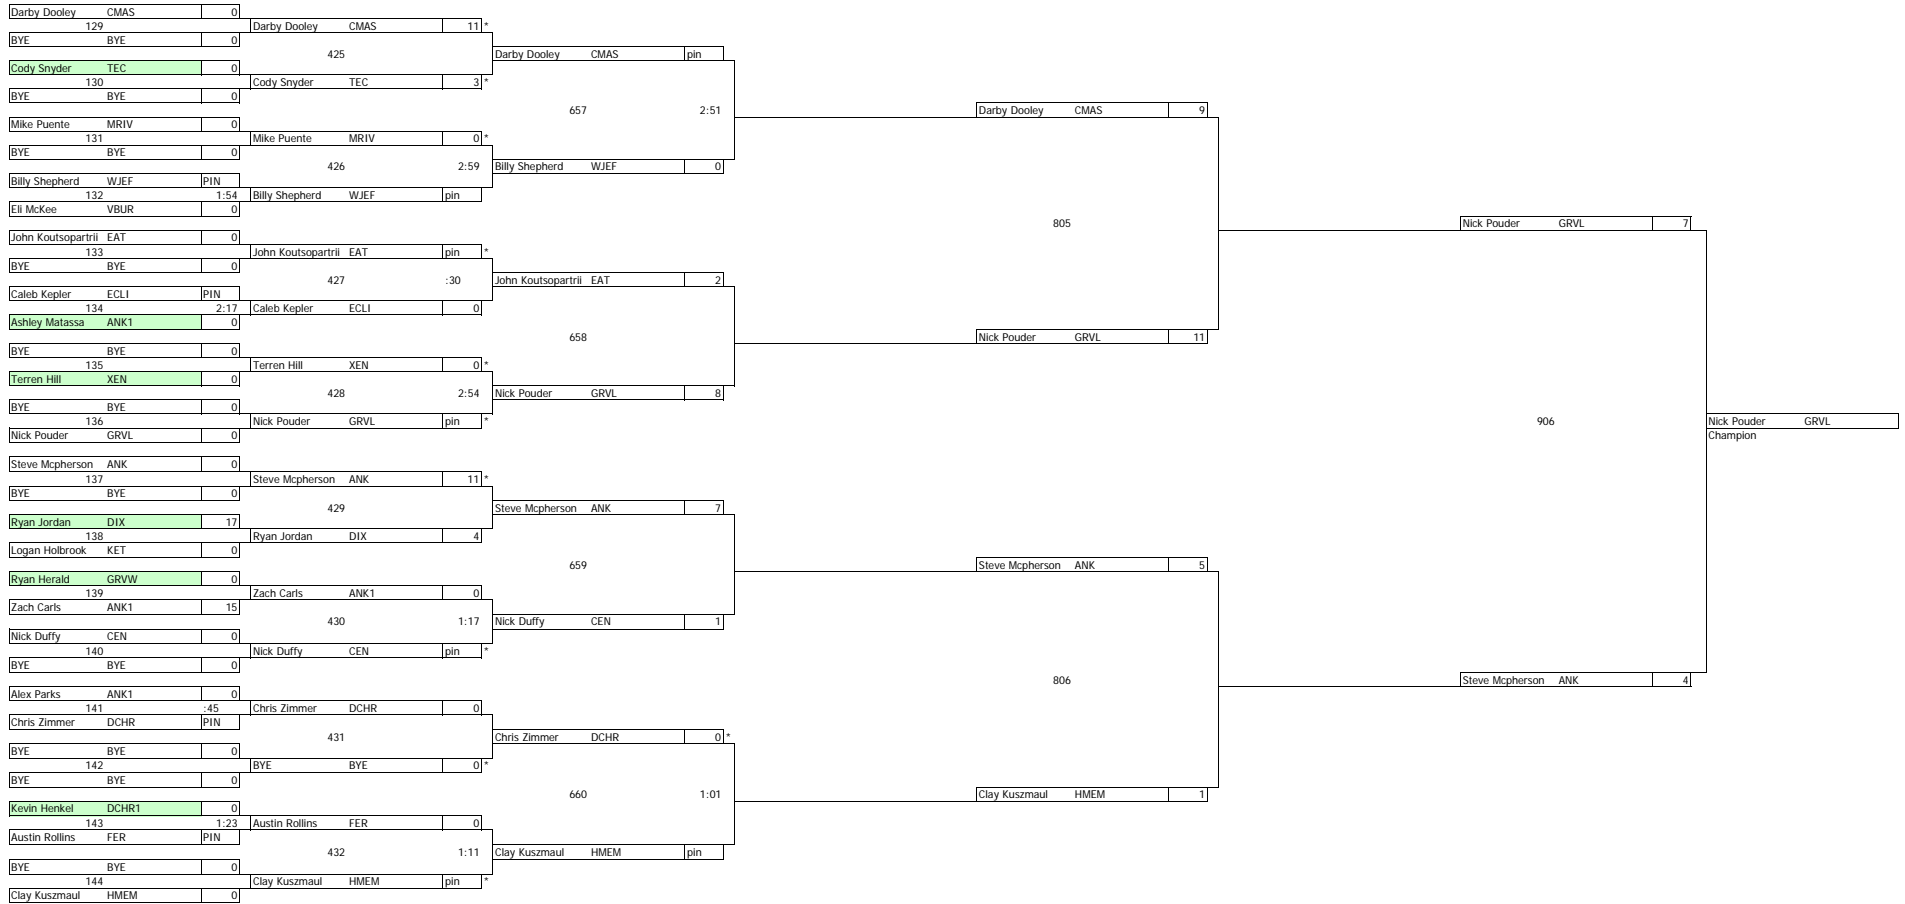 Darby Dooley CMAS 0
129
BYE BYE 0
Cody Snyder TEC 0
130
BYE BYE 0
Mike Puente MRIV 0
131
BYE BYE 0
Billy Shepherd WJEF PIN
132 1:54
Eli McKee VBUR 0
John Koutsopartrii EAT 0
133
BYE BYE 0
Caleb Kepler ECLI PIN
134 2:17
Ashley Matassa ANK1 0
BYE BYE 0
135
Terren Hill XEN 0
BYE BYE 0
136
Nick Pouder GRVL 0
Steve Mcpherson ANK 0
137
BYE BYE 0
Ryan Jordan DIX 17
138
Logan Holbrook KET 0
Ryan Herald GRVW 0
139
Zach Carls ANK1 15
Nick Duffy CEN 0
140
BYE BYE 0
Alex Parks ANK1 0
141 :45
Chris Zimmer DCHR PIN
BYE BYE 0
142
BYE BYE 0
Kevin Henkel DCHR1 0
143 1:23
Austin Rollins FER PIN
BYE BYE 0
144
Clay Kuszmaul HMEM 0
Darby Dooley CMAS 11 *
425
Cody Snyder TEC 3 *
Mike Puente MRIV 0 *
426 2:59
Billy Shepherd WJEF pin
John Koutsopartrii EAT pin *
427 :30
Caleb Kepler ECLI 0
Terren Hill XEN 0 *
428 2:54
Nick Pouder GRVL pin *
Steve Mcpherson ANK 11 *
429
Ryan Jordan DIX 4
Zach Carls ANK1 0
430 1:17
Nick Duffy CEN pin *
Chris Zimmer DCHR 0
431
BYE BYE 0 *
Austin Rollins FER 0
432 1:11
Clay Kuszmaul HMEM pin *
Darby Dooley CMAS pin
657 2:51
Billy Shepherd WJEF 0
John Koutsopartrii EAT 2
658
Nick Pouder GRVL 8
Steve Mcpherson ANK 7
659
Nick Duffy CEN 1
Chris Zimmer DCHR 0 *
660 1:01
Clay Kuszmaul HMEM pin
Darby Dooley CMAS 9
805
Nick Pouder GRVL 11
Steve Mcpherson ANK 5
806
Clay Kuszmaul HMEM 1
Nick Pouder GRVL 7
906
Steve Mcpherson ANK 4
Nick Pouder GRVL
Champion